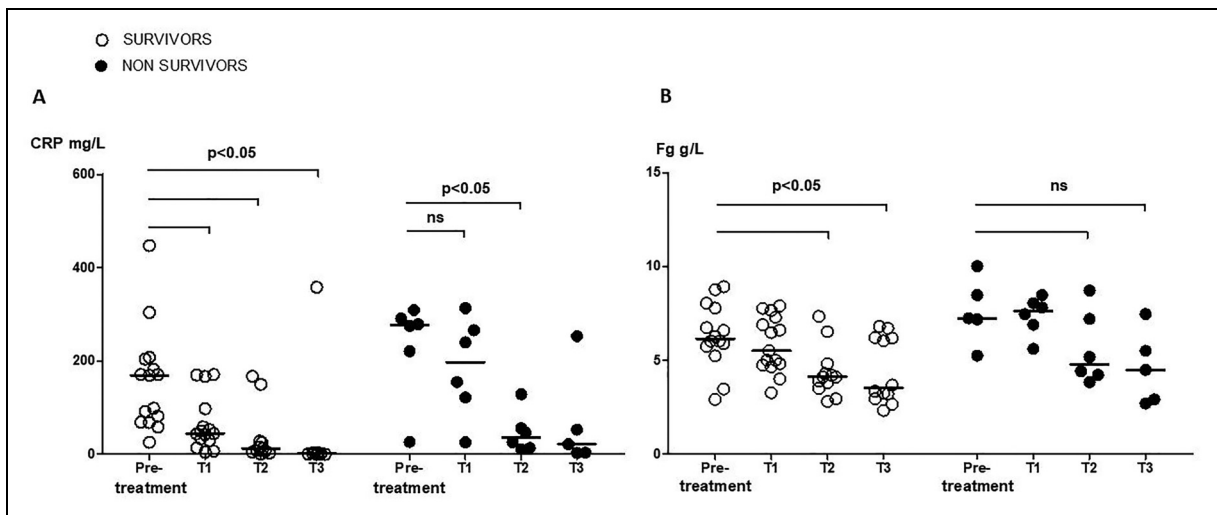 SURVIVORS
NON SURVIVORS
A
CRP mg/L
600
400
200
0
p<0.05
p<0.05
ns
Pre-
treatment
T1
T2
T3
Pre-
treatment
T1
T2
T3
B
Fg g/L
15
10
5
0
p<0.05
ns
Pre-
treatment
T1
T2
T3
Pre-
treatment
T1
T2
T3